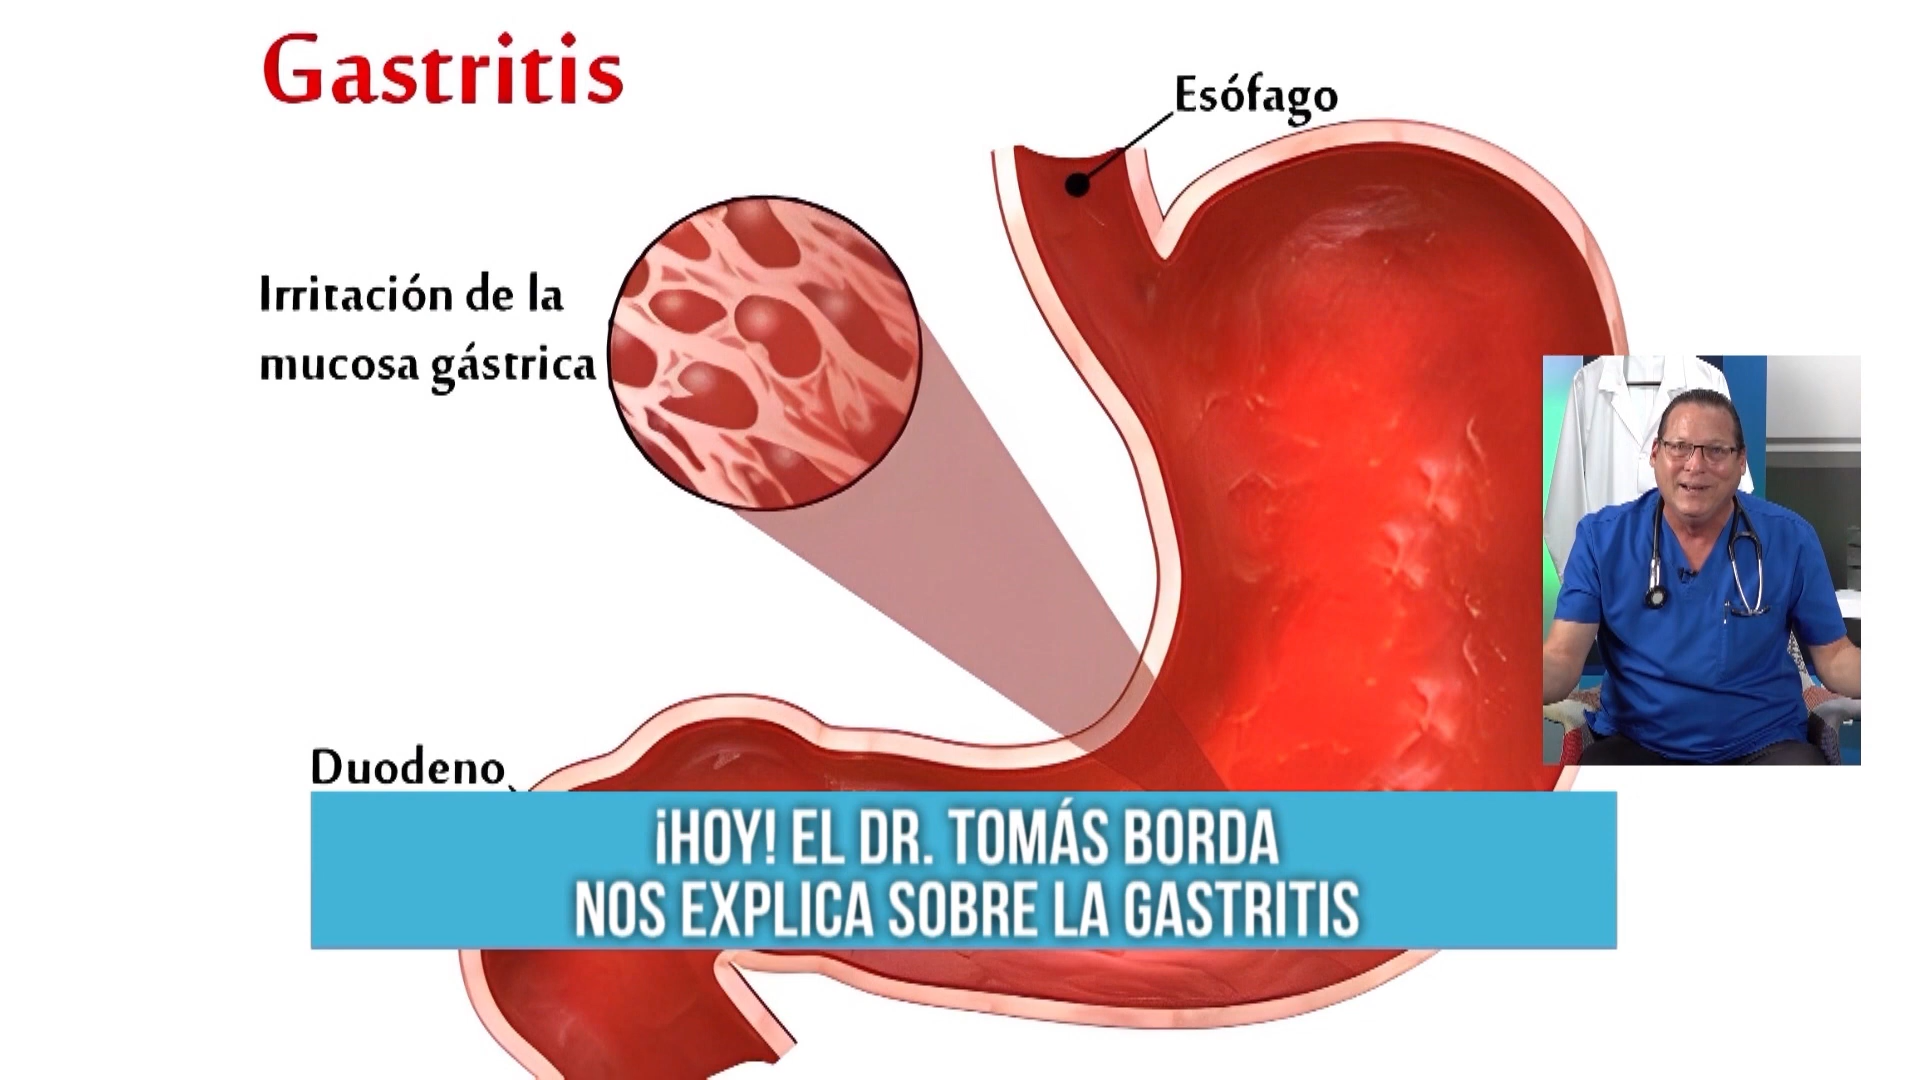 Gastritis
Esófago
Irritación de la
mucosa gástrica
Duodeno
¡HOY! EL DR. TOMÁS BORDA
NOS EXPLICA SOBRE LA GASTRITIS